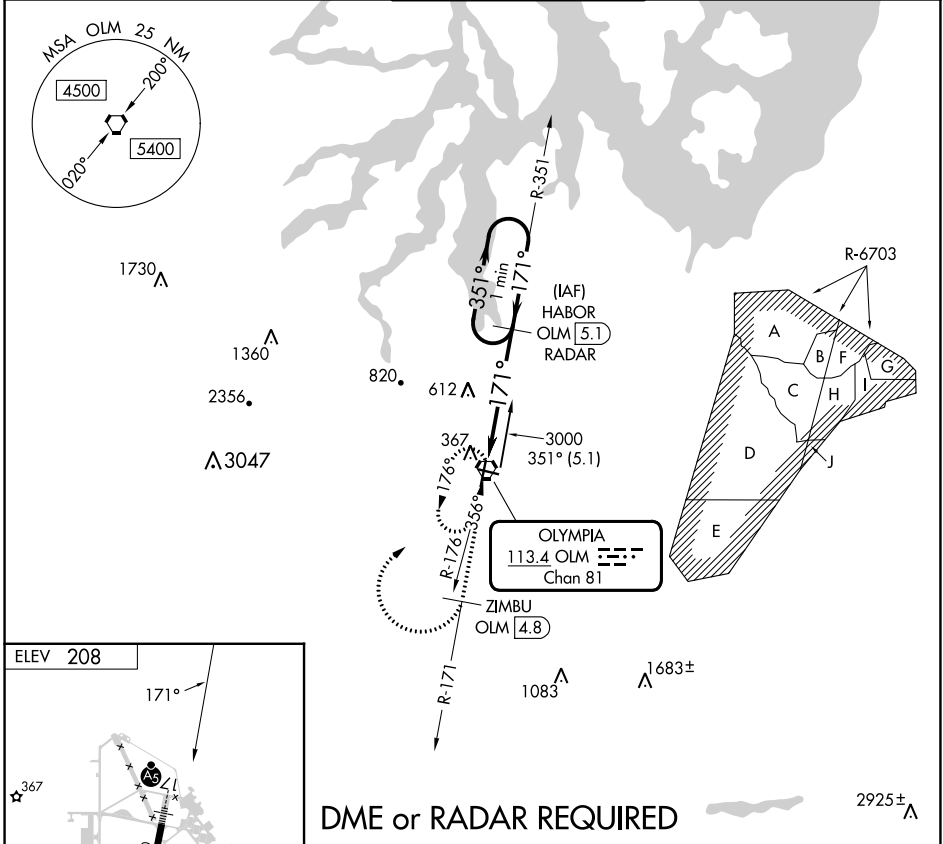 MSA OLM 25 NM
4500
200°
5400
020°
R-351
1730
351°
1 min
171°
(IAF)
HABOR
OLM 5.1
RADAR
R-6703
A
B
F
G
C
H
I
D
J
E
1360
820
612
171°
2356
3047
367
3000
351° (5.1)
176°
356°
R-176
OLYMPIA
113.4 OLM
Chan 81
ZIMBU
OLM 4.8
R-171
1083
1683±
ELEV 208
171°
A5
17
367
DME or RADAR REQUIRED
2925±